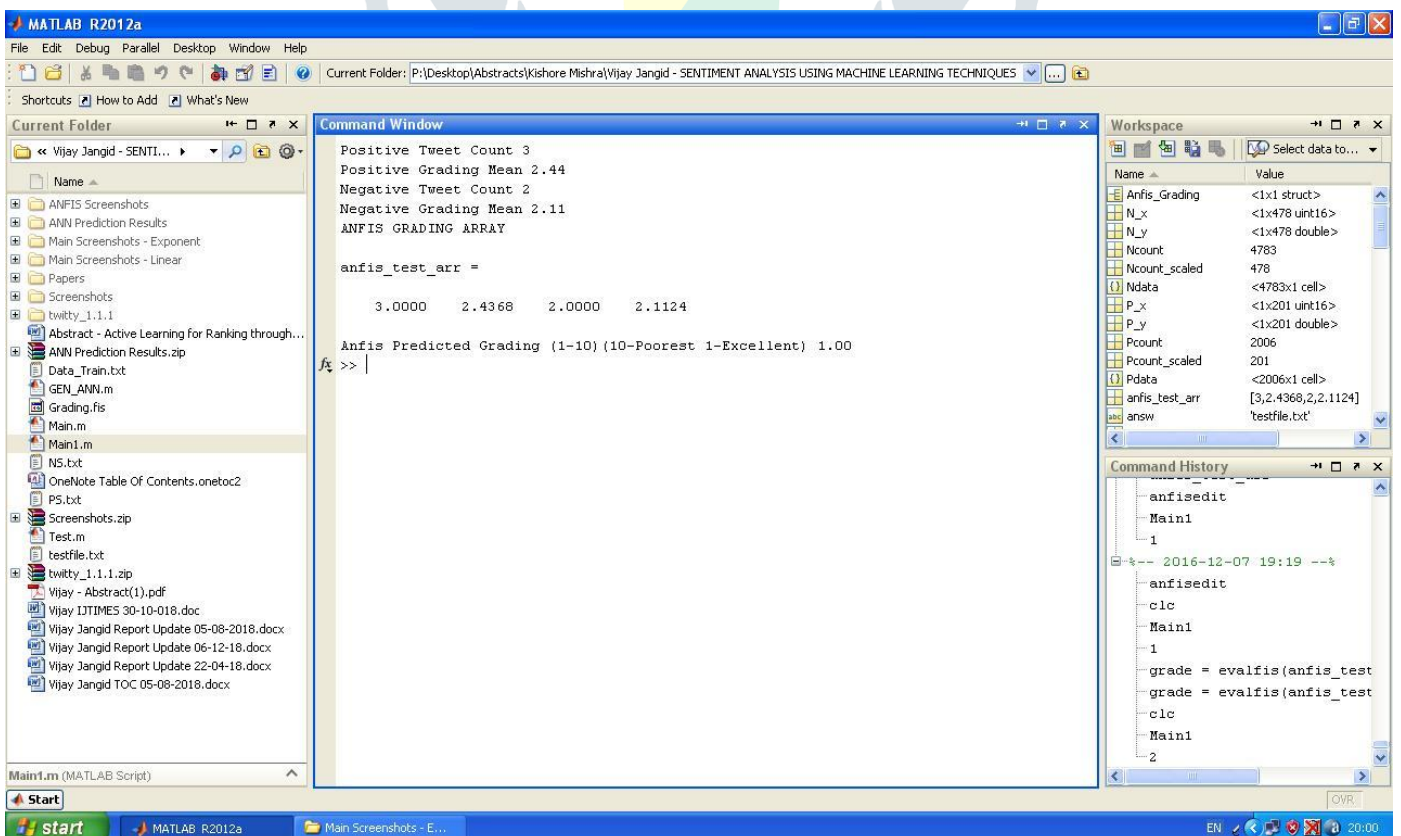 MATLAB R2012a
File Edit Debug Parallel Desktop Window Help
Current Folder: P:\Desktop\Abstracts\Kishore Mishra\Vijay Jangid - SENTIMENT ANALYSIS USING MACHINE LEARNING TECHNIQUES
Shortcuts How to Add What's New
Current Folder
« Vijay Jangid - SENTI...
Name
ANFIS Screenshots
ANN Prediction Results
Main Screenshots - Exponent
Main Screenshots - Linear
Papers
Screenshots
twitty_1.1.1
Abstract - Active Learning for Ranking through...
ANN Prediction Results.zip
Data_Train.txt
GEN_ANN.m
Grading.fis
Main.m
Main1.m
NS.txt
OneNote Table Of Contents.onetoc2
PS.txt
Screenshots.zip
Test.m
testfile.txt
twitty_1.1.1.zip
Vijay - Abstract(1).pdf
Vijay IJTIMES 30-10-018.doc
Vijay Jangid Report Update 05-08-2018.docx
Vijay Jangid Report Update 06-12-18.docx
Vijay Jangid Report Update 22-04-18.docx
Vijay Jangid TOC 05-08-2018.docx
Main1.m (MATLAB Script)
Command Window
Positive Tweet Count 3
Positive Grading Mean 2.44
Negative Tweet Count 2
Negative Grading Mean 2.11
ANFIS GRADING ARRAY
anfis_test_arr =
3.0000 2.4368 2.0000 2.1124
Anfis Predicted Grading (1-10)(10-Poorest 1-Excellent) 1.00
fx >>
Workspace
Select data to...
Name Value
Anfis_Grading <1x1 struct>
N_x <1x478 uint16>
N_y <1x478 double>
Ncount 4783
Ncount_scaled 478
Ndata <4783x1 cell>
P_x <1x201 uint16>
P_y <1x201 double>
Pcount 2006
Pcount_scaled 201
Pdata <2006x1 cell>
anfis_test_arr [3,2.4368,2,2.1124]
abc answ 'testfile.txt'
Command History
anfisedit
Main1
1
%-- 2016-12-07 19:19 --%
anfisedit
clc
Main1
1
grade = evalfis(anfis_test
grade = evalfis(anfis_test
clc
Main1
2
Start
OVR
start
MATLAB R2012a
Main Screenshots - E...
EN
20:00